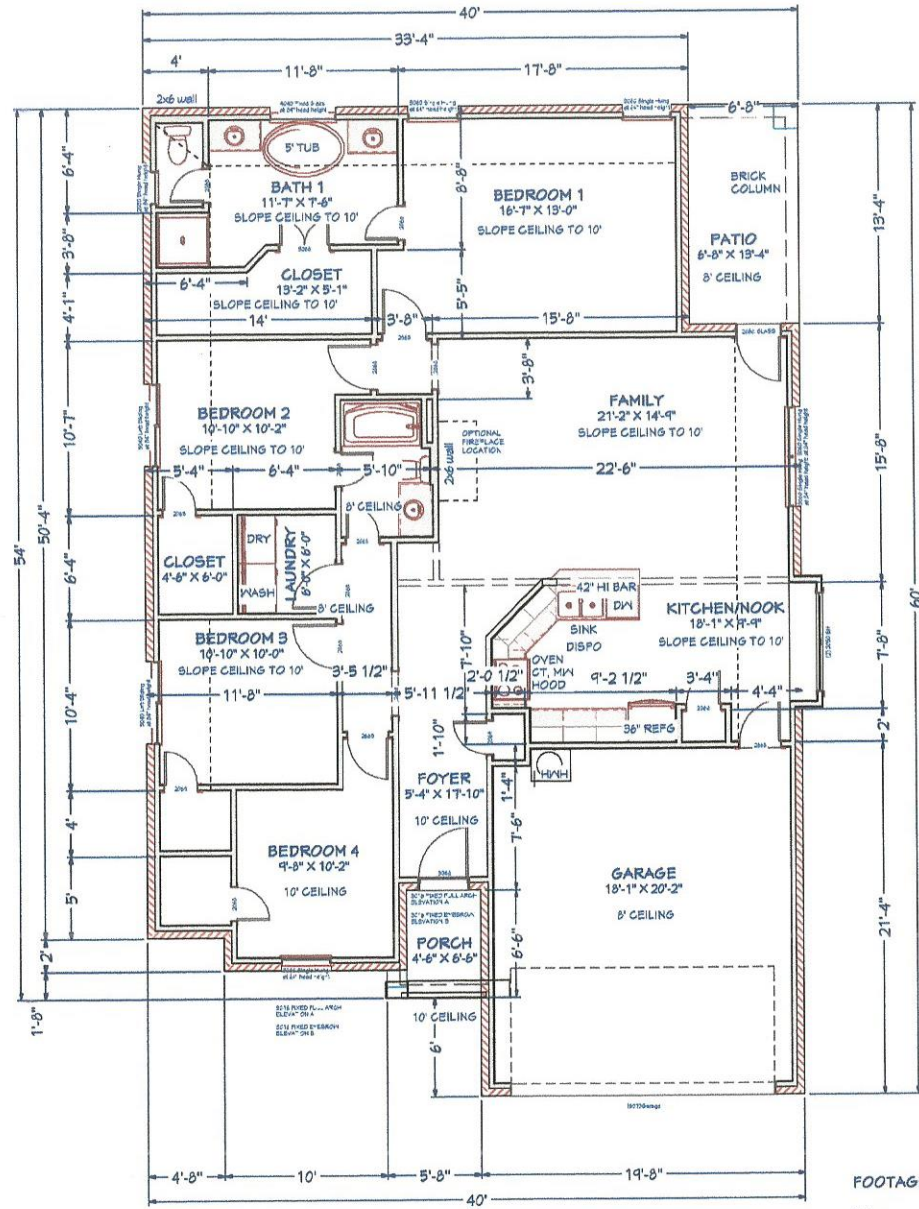 40'
33'-4"
4'
11'-8"
17'-8"
2x6 wall
6'-8"
5' TUB
BATH 1
11'-7" X 7'-6"
SLOPE CEILING TO 10'
8'-8"
BEDROOM 1
16'-7" X 13'-0"
SLOPE CEILING TO 10'
BRICK
COLUMN
PATIO
6'-8" X 13'-4"
8' CEILING
13'-4"
6'-4"
3'-8"
4'-1"
CLOSET
13'-2" X 5'-1"
SLOPE CEILING TO 10'
6'-4"
5'-5"
14'
3'-8"
15'-8"
2068
3'-8"
FAMILY
21'-2" X 14'-9"
SLOPE CEILING TO 10'
BEDROOM 2
10'-10" X 10'-2"
SLOPE CEILING TO 10'
10'-7"
OPTIONAL
FIREPLACE
LOCATION
2x6 wall
22'-6"
15'-8"
5'-4"
6'-4"
5'-10"
8' CEILING
54'
50'-4"
60'
CLOSET
4'-6" X 6'-0"
DRY
WASH
LAUNDRY
6'-0" X 6'-0"
8' CEILING
6'-4"
42" HI BAR
DW
SINK
DISPO
KITCHEN/NOOK
18'-1" X 9'-9"
SLOPE CEILING TO 10'
7'-10"
7'-8"
BEDROOM 3
10'-10" X 10'-0"
SLOPE CEILING TO 10'
OVEN
CT, MW
HOOD
11'-8"
3'-5 1/2"
5'-11 1/2"
2'-0 1/2"
9'-2 1/2"
3'-4"
4'-4"
10'-4"
36" REFG
2'
1'-10"
FOYER
5'-4" X 17'-10"
10' CEILING
1'-4"
HWH
7'-6"
4'
5'
BEDROOM 4
9'-8" X 10'-2"
10' CEILING
GARAGE
18'-1" X 20'-2"
8' CEILING
21'-4"
3068
PORCH
4'-6" X 6'-6"
6'-6"
10' CEILING
2'
1'-8"
6'
4'-8"
10'
5'-8"
19'-8"
40'
FOOTAG